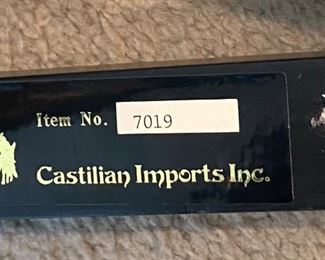 Item No. 7019
Castilian Imports Inc.